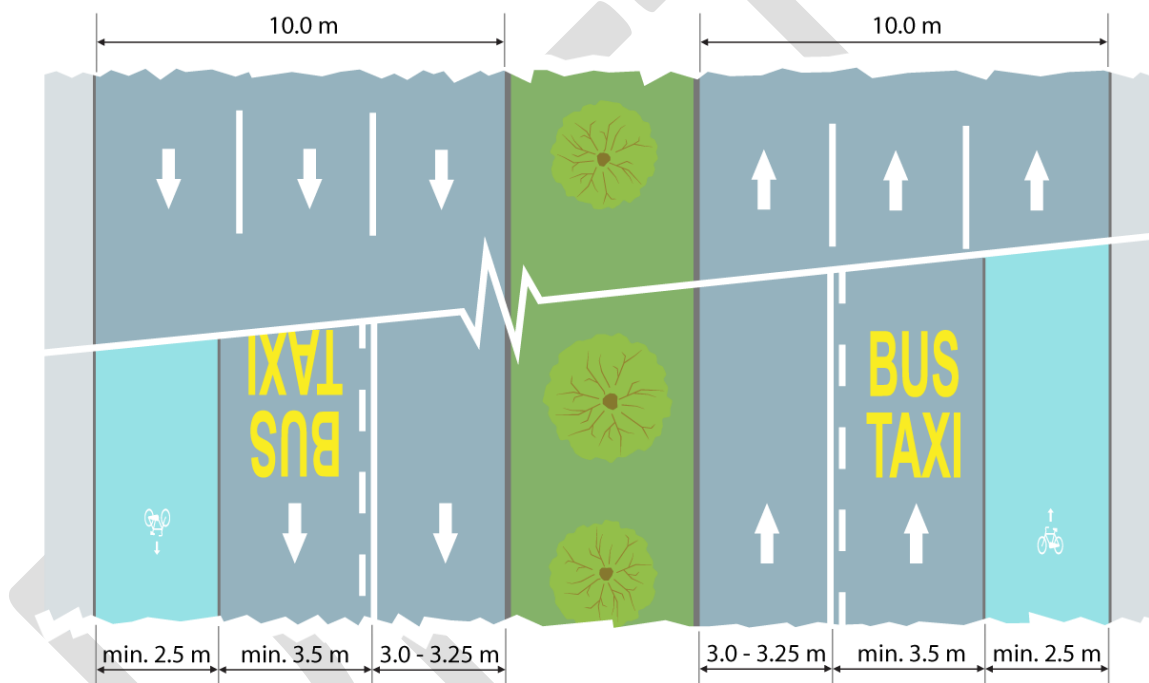 10.0 m
10.0 m
BUS
TAXI
BUS
TAXI
min. 2.5 m
min. 3.5 m
3.0 - 3.25 m
3.0 - 3.25 m
min. 3.5 m
min. 2.5 m